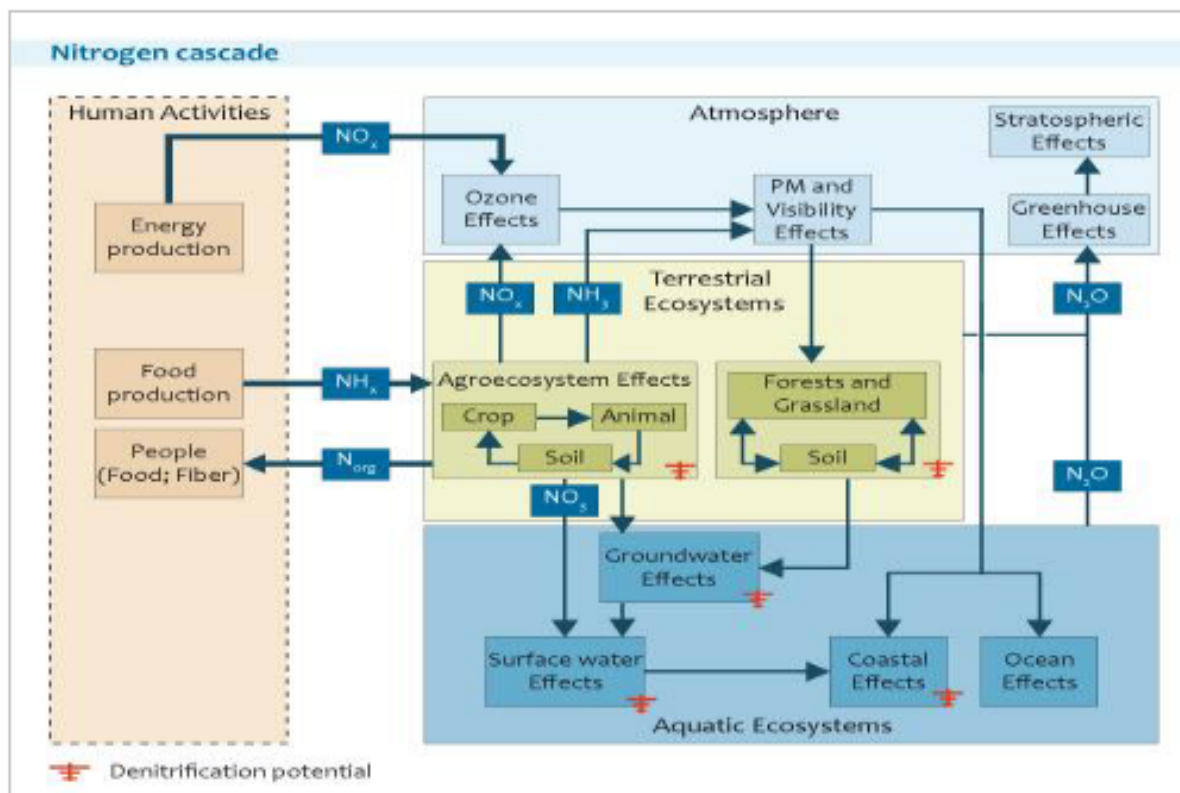 Nitrogen cascade
Human Activities
NOₓ
Energy
production
Food
production
NHₓ
People
(Food; Fiber)
N org
Atmosphere
Ozone
Effects
PM and
Visibility
Effects
Stratospheric
Effects
Greenhouse
Effects
NOₓ
NH₃
N₂O
Terrestrial
Ecosystems
Agroecosystem Effects
Crop
Animal
Soil
Forests and
Grassland
Soil
NO₃
N₂O
Groundwater
Effects
Surface water
Effects
Coastal
Effects
Ocean
Effects
Aquatic Ecosystems
Denitrification potential